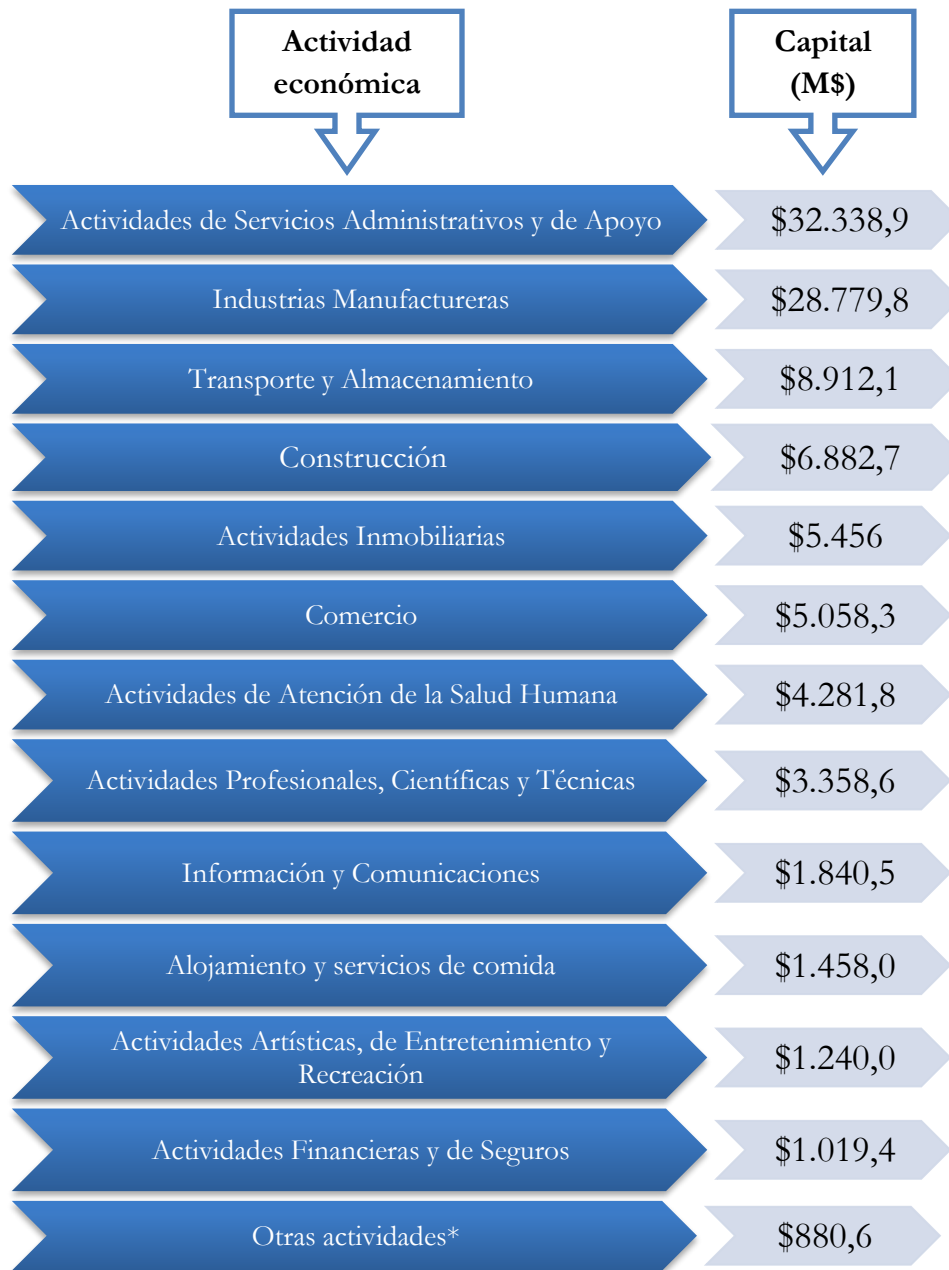 Actividad
económica
Capital
(M$)
Actividades de Servicios Administrativos y de Apoyo
$32.338,9
Industrias Manufactureras
$28.779,8
Transporte y Almacenamiento
$8.912,1
Construcción
$6.882,7
Actividades Inmobiliarias
$5.456
Comercio
$5.058,3
Actividades de Atención de la Salud Humana
$4.281,8
Actividades Profesionales, Científicas y Técnicas
$3.358,6
Información y Comunicaciones
$1.840,5
Alojamiento y servicios de comida
$1.458,0
Actividades Artísticas, de Entretenimiento y
Recreación
$1.240,0
Actividades Financieras y de Seguros
$1.019,4
Otras actividades*
$880,6